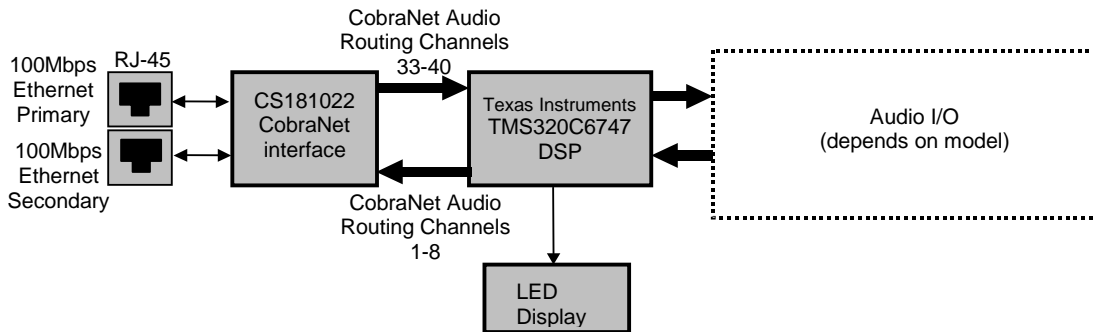 CobraNet Audio
Routing Channels
33-40
RJ-45
100Mbps
Ethernet
Primary
100Mbps
Ethernet
Secondary
CS181022
CobraNet
interface
Texas Instruments
TMS320C6747
DSP
Audio I/O
(depends on model)
CobraNet Audio
Routing Channels
1-8
LED
Display